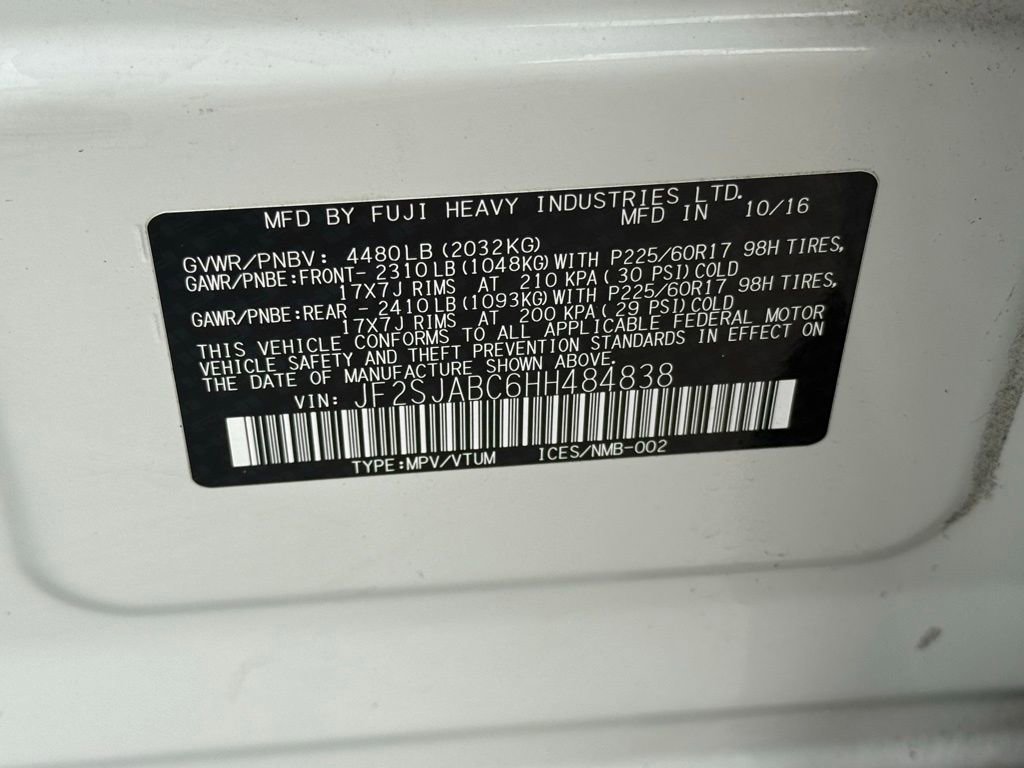 MFD BY FUJI HEAVY INDUSTRIES LTD.
MFD IN 10/16
GVWR/PNBV: 4480LB (2032KG)
GAWR/PNBE:FRONT- 2310LB (1048KG) WITH P225/60R17 98H TIRES,
17X7J RIMS AT 210 KPA (30 PSI) COLD
GAWR/PNBE:REAR - 2410LB (1093KG) WITH P225/60R17 98H TIRES,
17X7J RIMS AT 200 KPA (29 PSI) COLD
THIS VEHICLE CONFORMS TO ALL APPLICABLE FEDERAL MOTOR
VEHICLE SAFETY AND THEFT PREVENTION STANDARDS IN EFFECT ON
THE DATE OF MANUFACTURE SHOWN ABOVE.
VIN: JF2SJABC6HH484838
TYPE:MPV/VTUM ICES/NMB-002